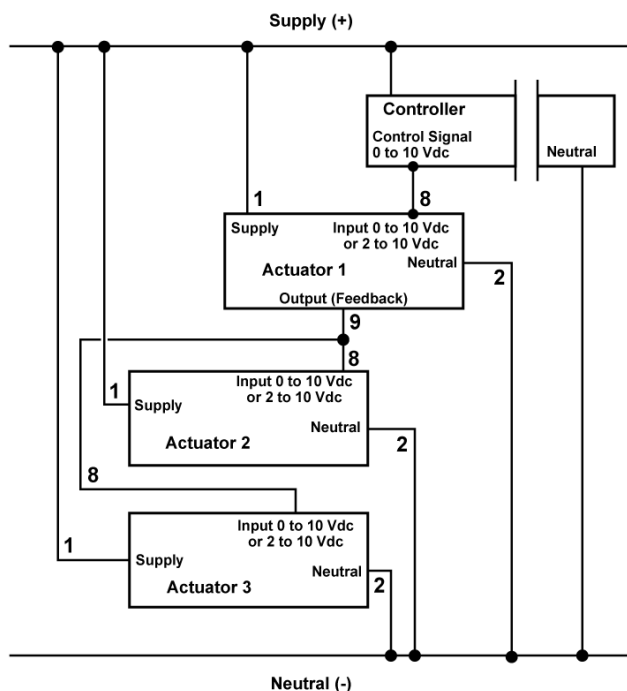 Supply (+)
Controller
Control Signal
0 to 10 Vdc
Neutral
1
8
Supply
Input 0 to 10 Vdc
or 2 to 10 Vdc
Neutral
Actuator 1
2
Output (Feedback)
9
8
Input 0 to 10 Vdc
or 2 to 10 Vdc
1
Supply
Neutral
Actuator 2
2
8
Input 0 to 10 Vdc
or 2 to 10 Vdc
1
Supply
Neutral
Actuator 3
2
Neutral (-)